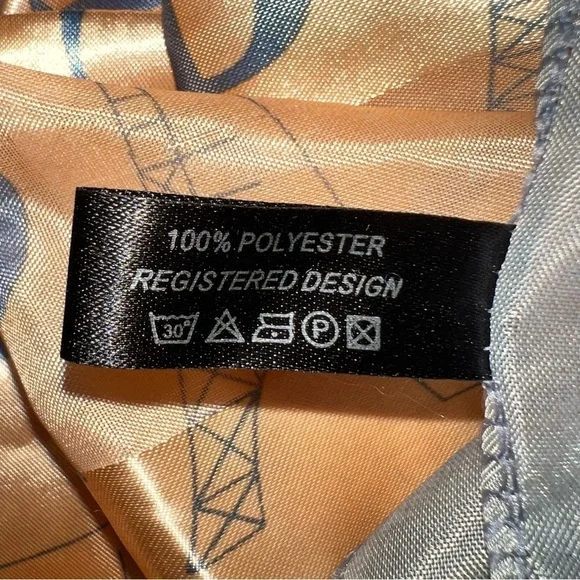 100% POLYESTER
REGISTERED DESIGN
30° P